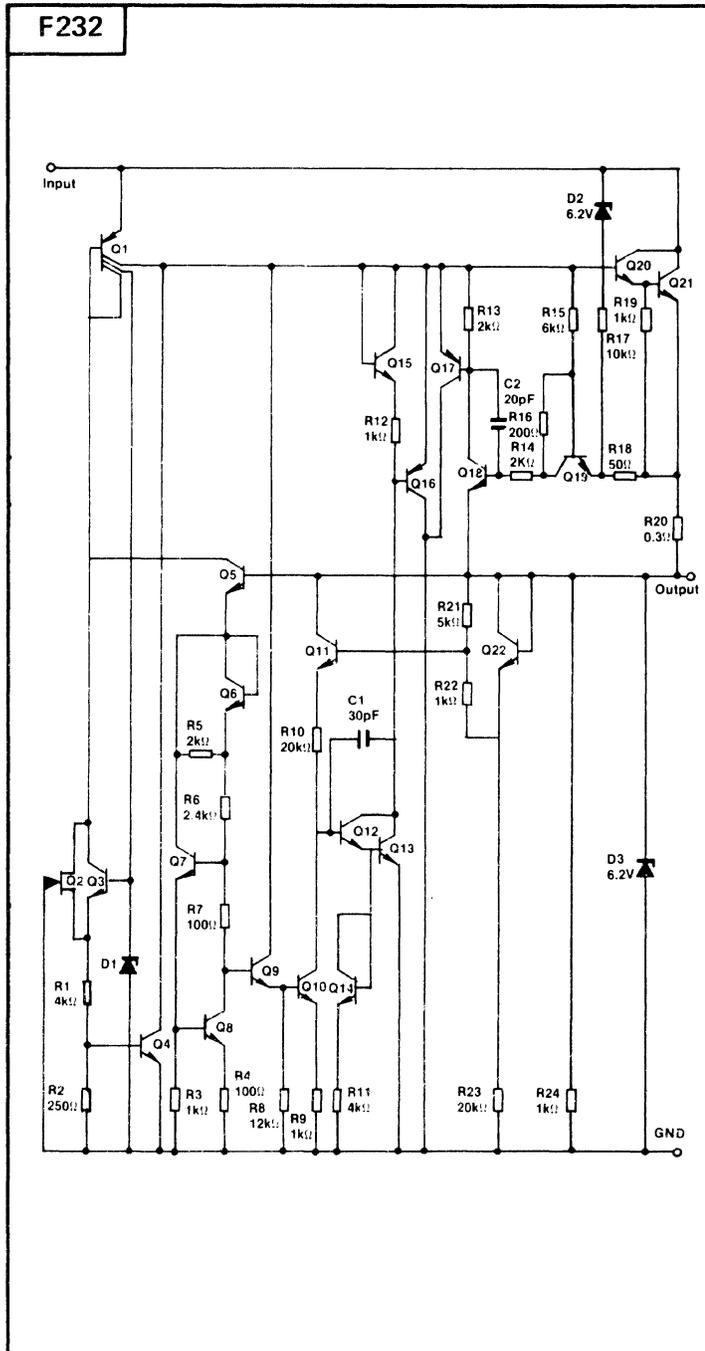 F232
Input
D2
6.2V
Q1
Q20
Q21
R13
2kΩ
R15
6kΩ
R19
1kΩ
R17
10kΩ
Q15
Q17
C2
20pF
R12
1kΩ
R16
200Ω
R14
2KΩ
R18
50Ω
Q16
Q18
Q19
R20
0.3Ω
Q5
Output
R21
5kΩ
Q11
Q22
Q6
R22
1kΩ
C1
30pF
R5
2kΩ
R10
20kΩ
R6
2.4kΩ
Q7
Q12
Q13
D3
6.2V
Q2
Q3
R7
100Ω
D1
Q9
R1
4kΩ
Q10
Q14
Q4
Q8
R2
250Ω
R3
1kΩ
R4
100Ω
R8
12kΩ
R9
1kΩ
R11
4kΩ
R23
20kΩ
R24
1kΩ
GND